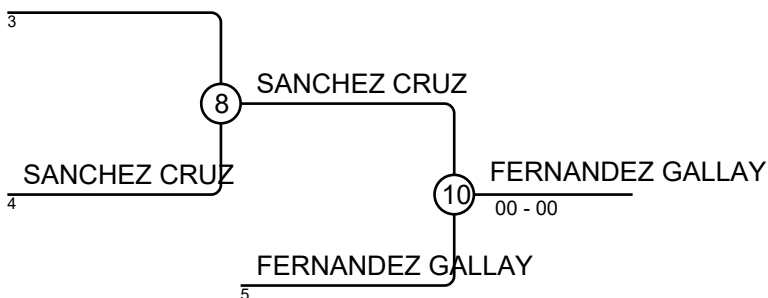 3
8
SANCHEZ CRUZ
SANCHEZ CRUZ
4
10
FERNANDEZ GALLAY
00 - 00
FERNANDEZ GALLAY
5